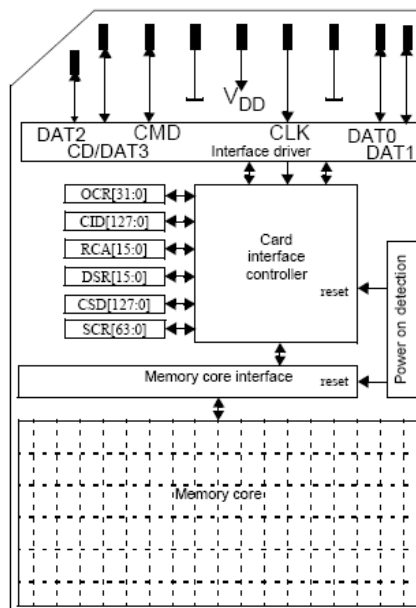 V DD
DAT2 CMD CLK DAT0
CD/DAT3 Interface driver DAT1
OCR[31:0]
CID[127:0]
RCA[15:0]
DSR[15:0]
CSD[127:0]
SCR[63:0]
Card
interface
controller
reset
Power on detection
Memory core interface reset
Memory core